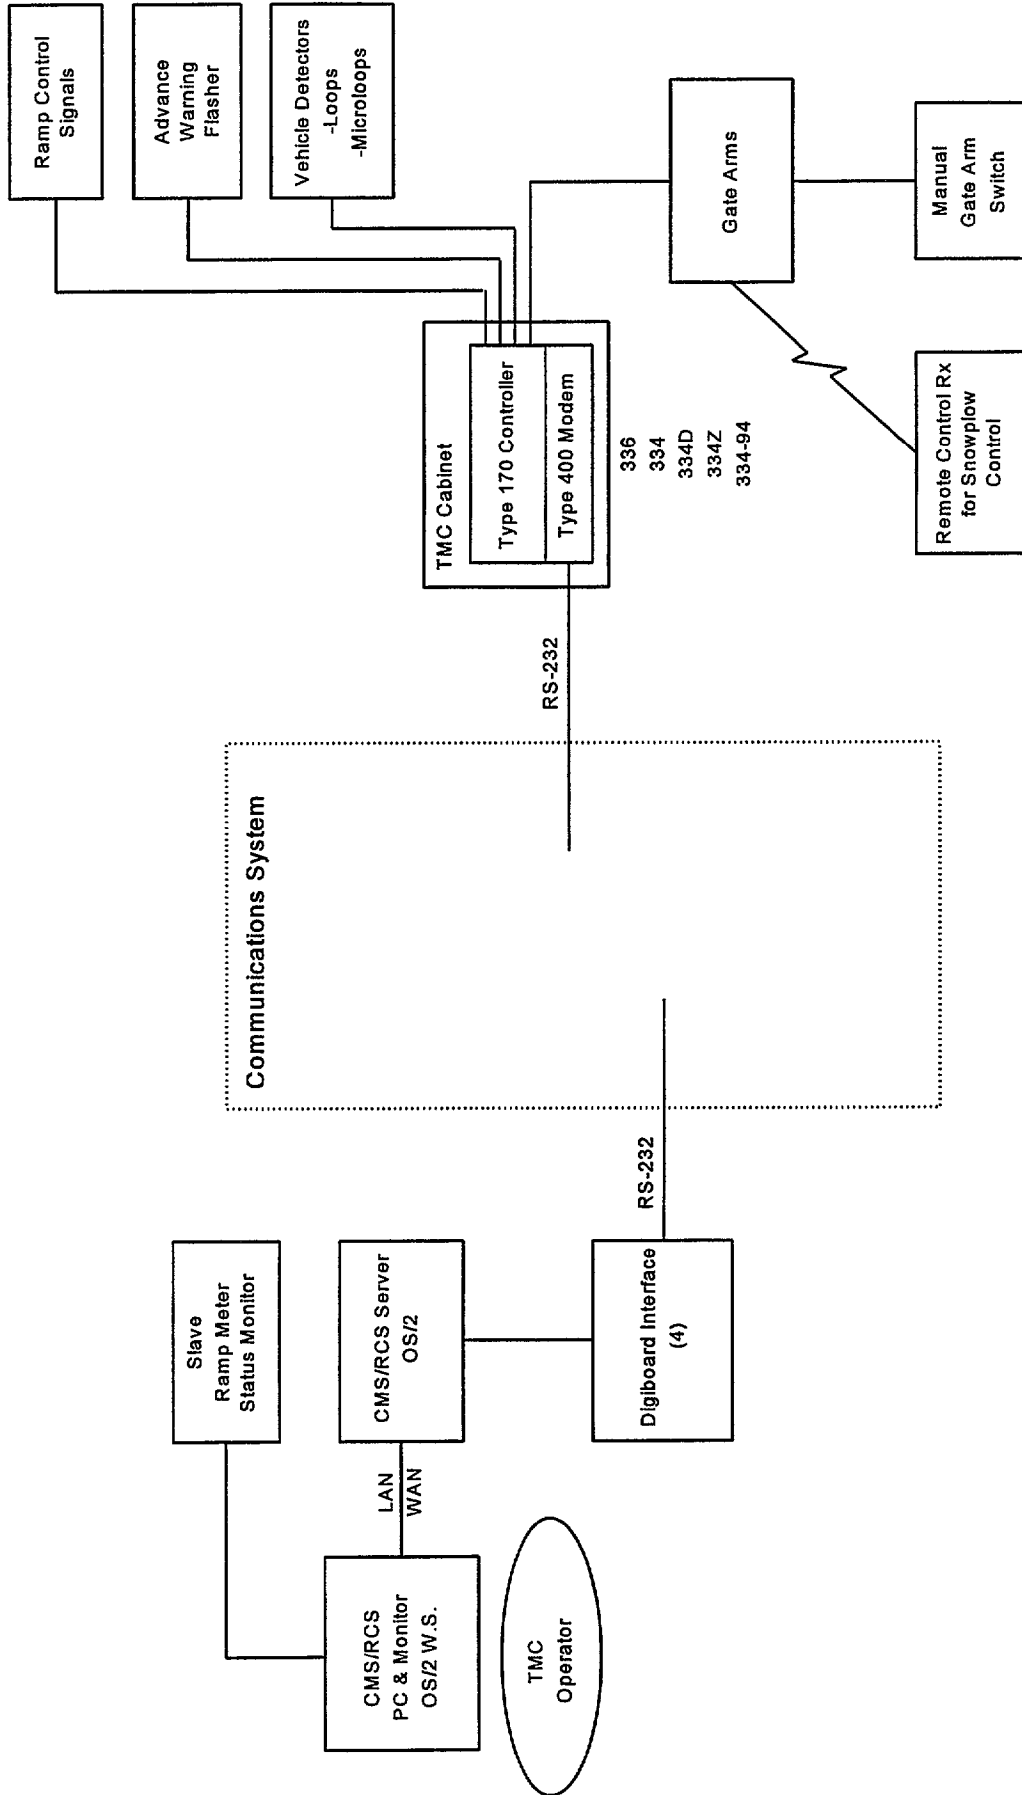 Slave
Ramp Meter
Status Monitor
CMS/RCS
PC & Monitor
OS/2 W.S.
LAN
WAN
CMS/RCS Server
OS/2
TMC
Operator
Digiboard Interface
(4)
RS-232
Communications System
RS-232
TMC Cabinet
Type 170 Controller
Type 400 Modem
336
334
334D
334Z
334-94
Ramp Control
Signals
Advance
Warning
Flasher
Vehicle Detectors
-Loops
-Microloops
Gate Arms
Remote Control Rx
for Snowplow
Control
Manual
Gate Arm
Switch